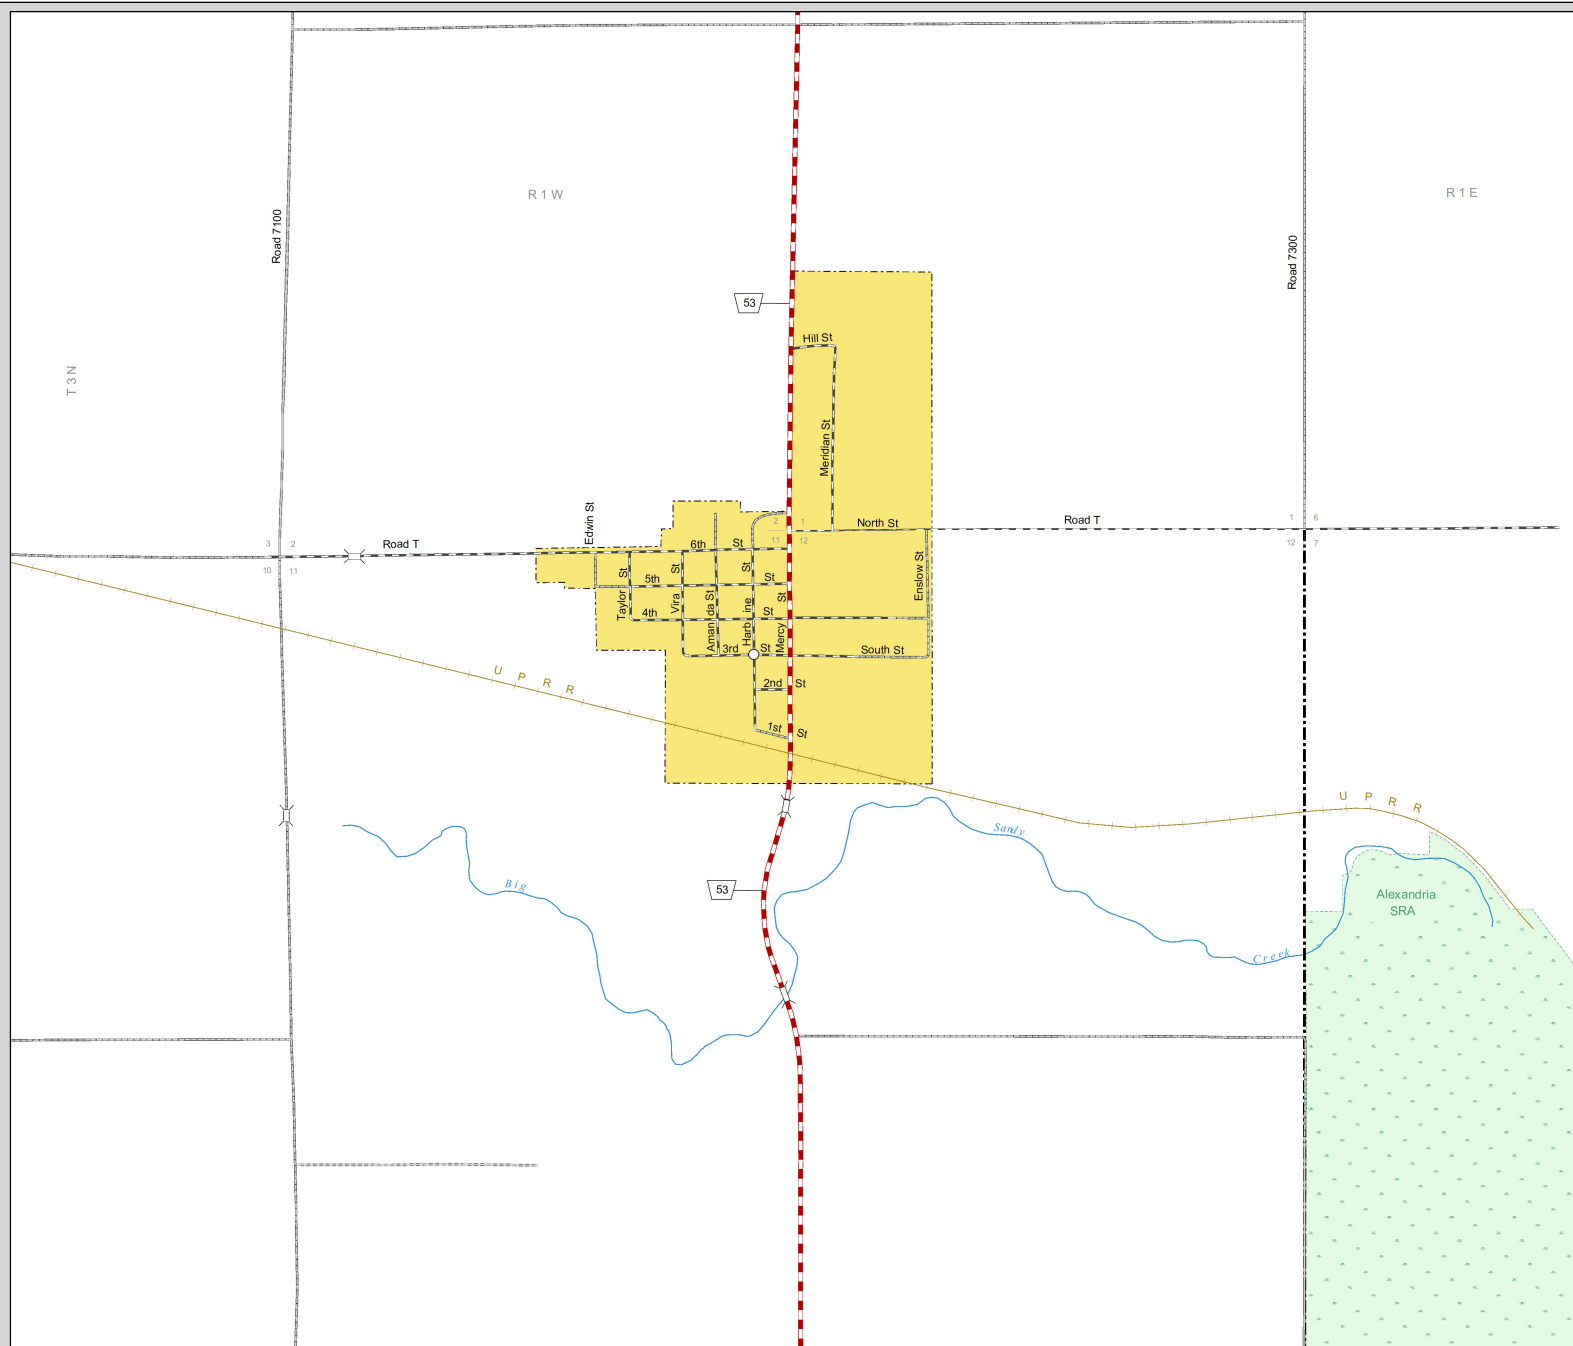 R 1 W
R 1 E
Road 7100
Road 7300
53
T 3 N
Hill St
Meridian St
Edwin St
2 1
North St
Road T
1 6
3 2
Road T
6th St
11 12
12 7
10 11
Taylor St
5th St
Vira St
Amanda St
Harbine St
Mercy St
Enslow St
4th St
3rd St
South St
U P R R
2nd St
1st St
U P R R
Sandy
Big
53
Alexandria
SRA
Creek